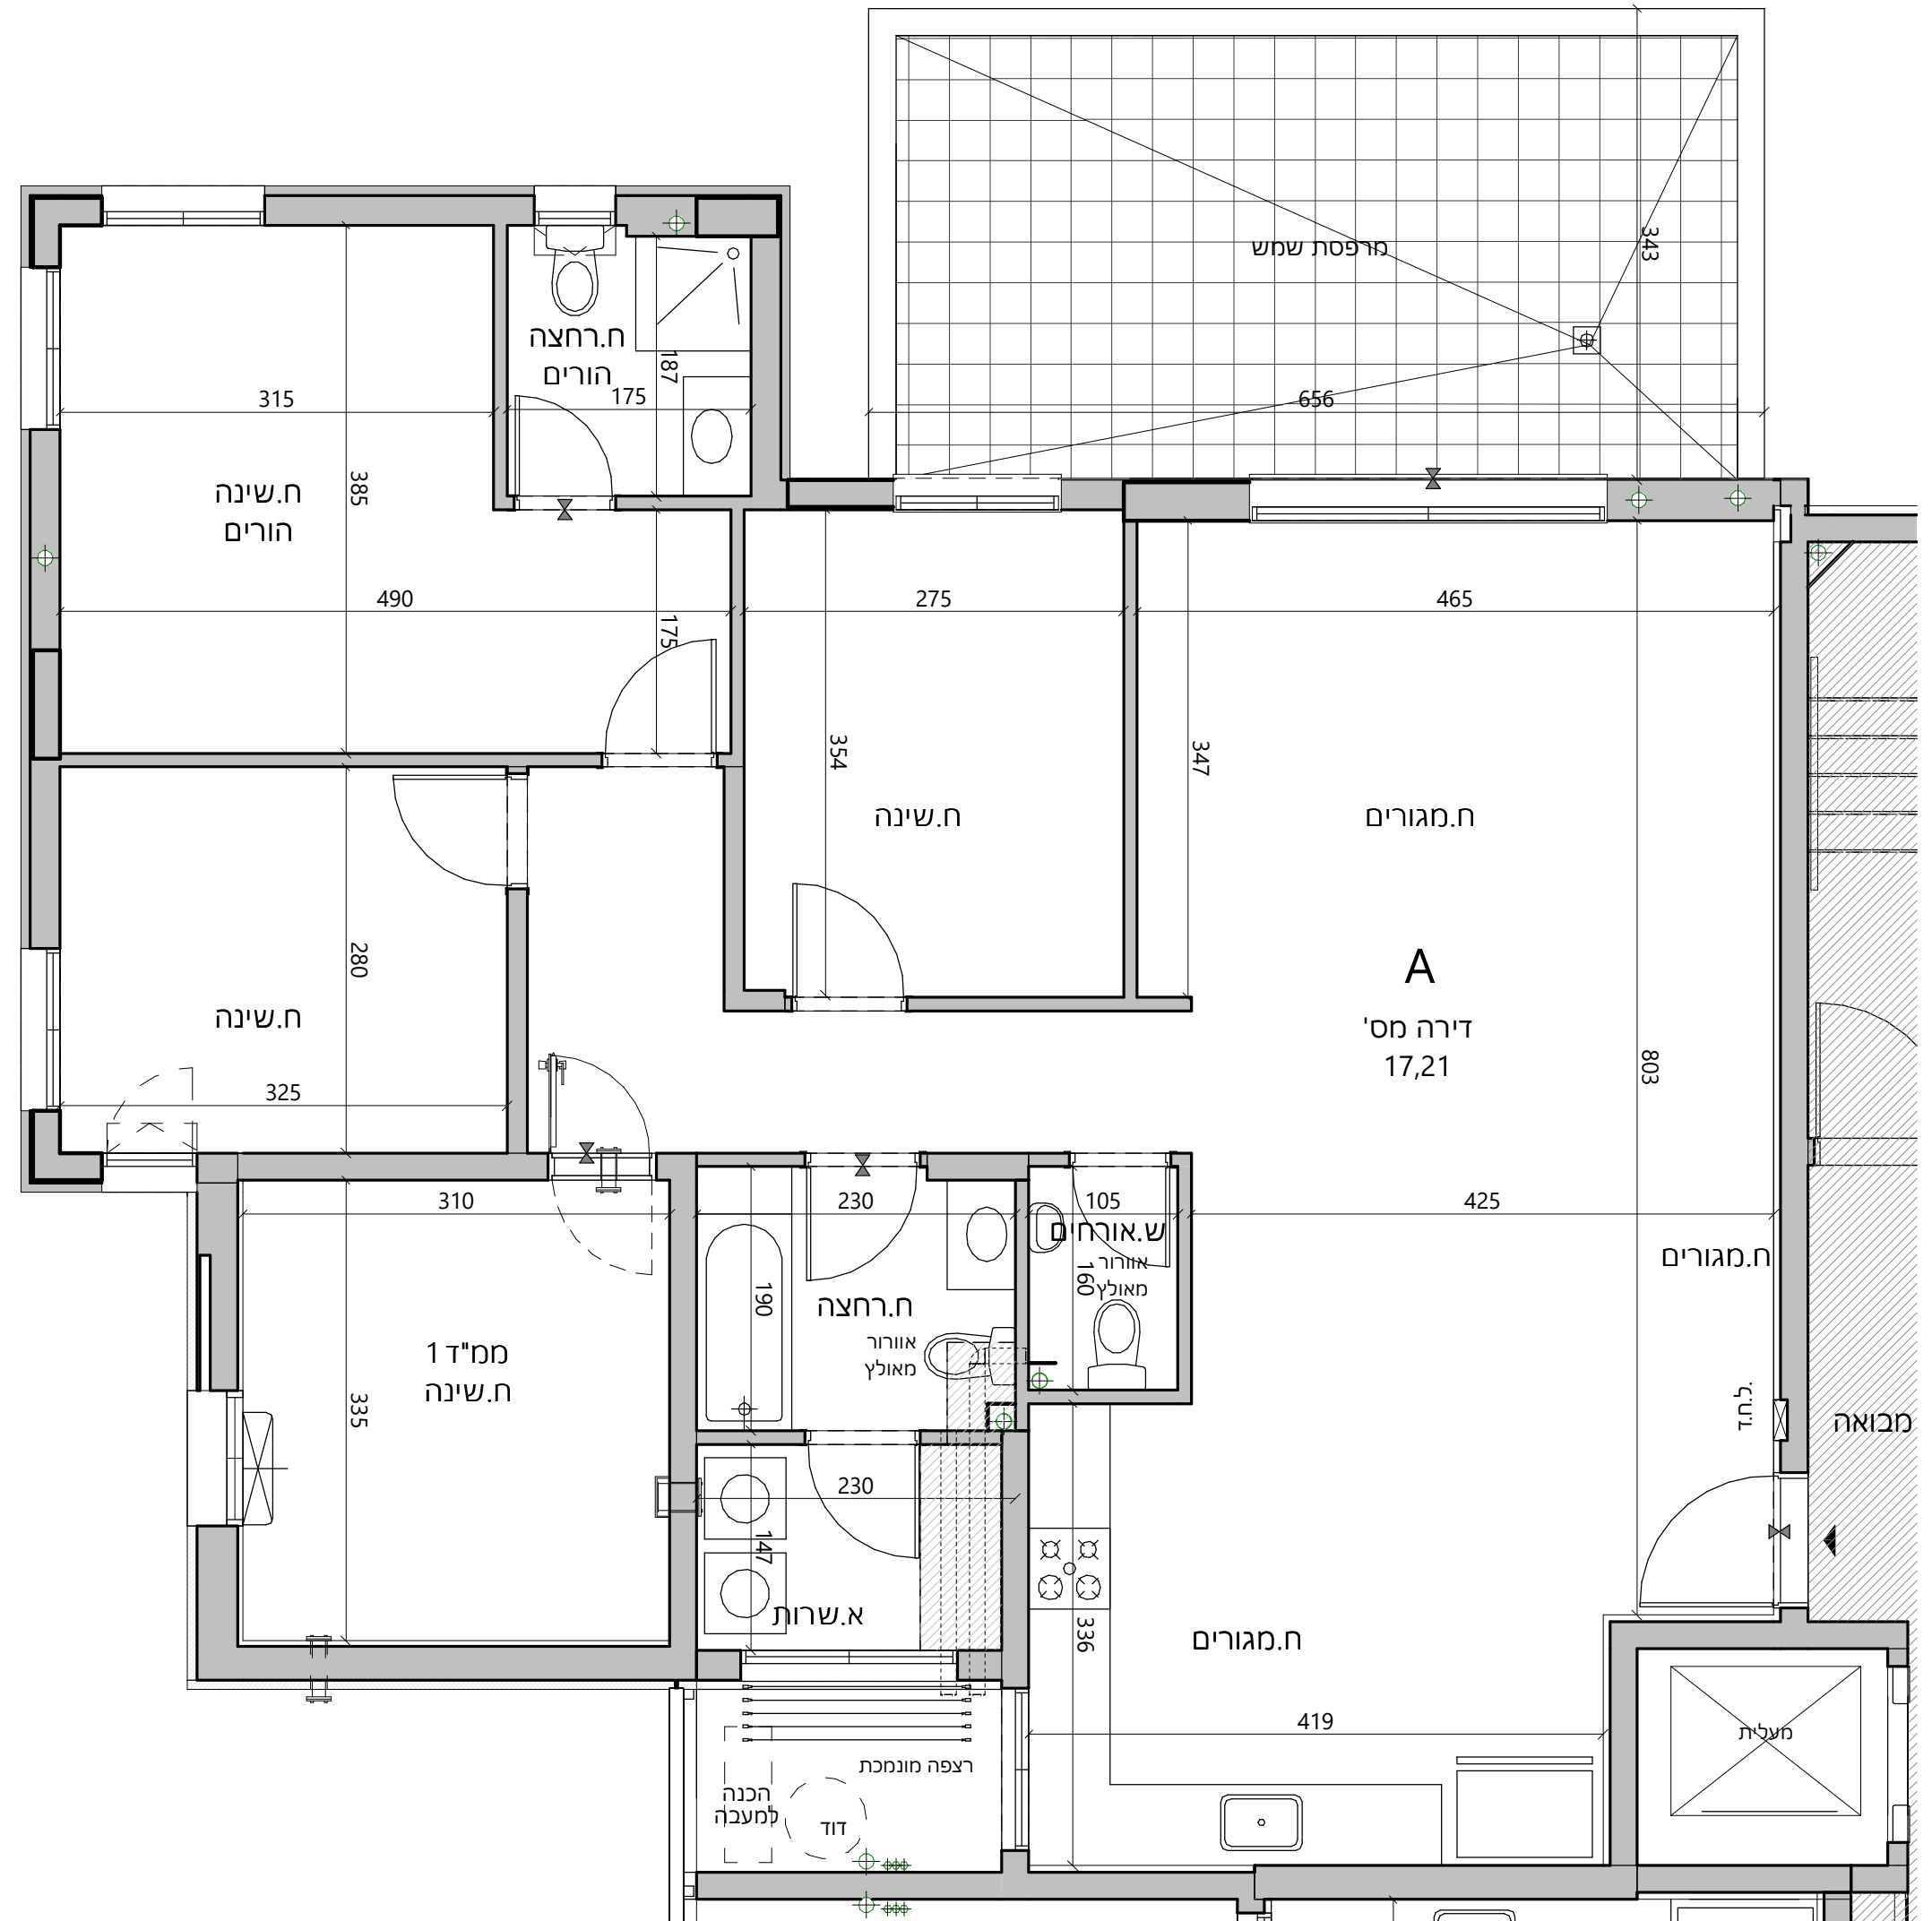 343
מרפסת שמש
656
ח.רחצה
הורים
187
175
315
385
ח.שינה
הורים
490
175
275
465
354
347
ח.שינה
ח.מגורים
A
דירה מס'
17,21
280
ח.שינה
325
803
310
230
105
425
ש.אורחים
אוורור
מאולץ
160
ח.מגורים
190
ח.רחצה
אוורור
מאולץ
ממ"ד 1
ח.שינה
335
ל.ח.ד.
מבואה
230
147
א.שרות
336
ח.מגורים
419
מעלית
רצפה מונמכת
הכנה
למעבה
דוד